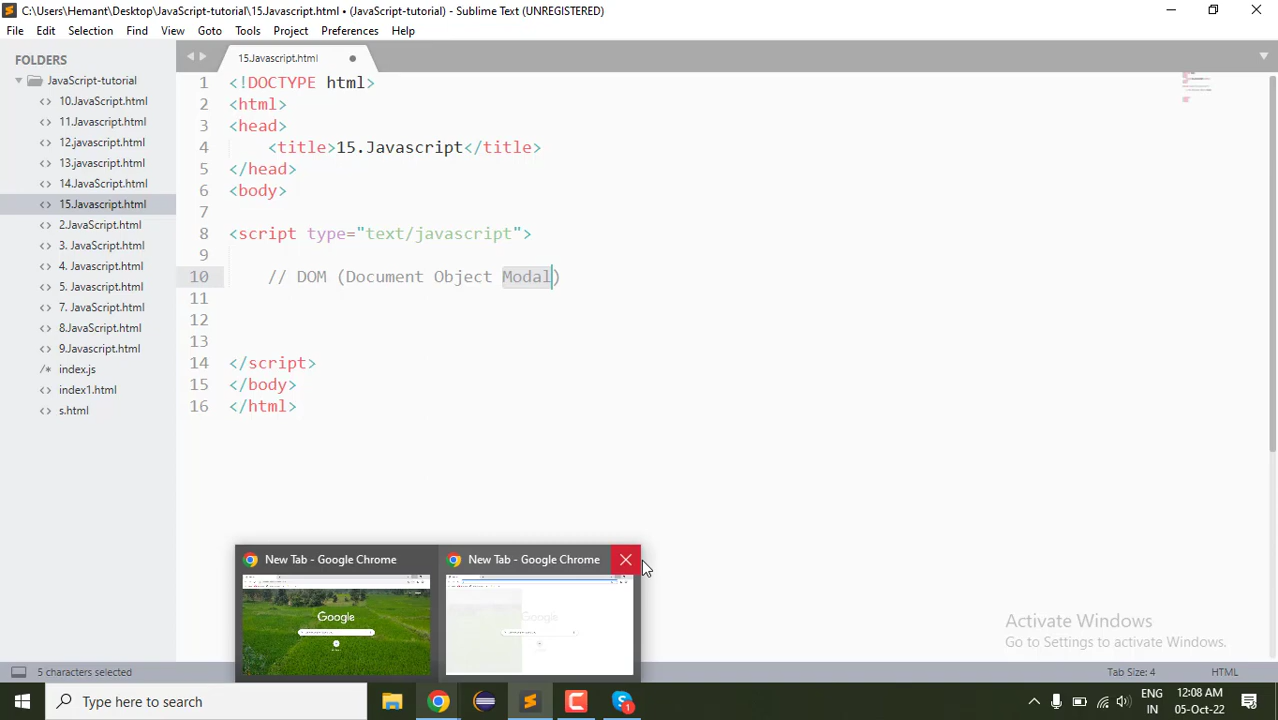 C:\Users\Hemant\Desktop\JavaScript-tutorial\15.Javascript.html • (JavaScript-tutorial) - Sublime Text (UNREGISTERED)
File Edit Selection Find View Goto Tools Project Preferences Help
FOLDERS
JavaScript-tutorial
<> 10.JavaScript.html
<> 11.Javascript.html
<> 12.javascript.html
<> 13.javascript.html
<> 14.JavaScript.html
<> 15.Javascript.html
<> 2.JavaScript.html
<> 3. JavaScript.html
<> 4. Javascript.html
<> 5. Javascript.html
<> 7. JavaScript.html
<> 8.JavaScript.html
<> 9.Javascript.html
/* index.js
<> index1.html
<> s.html
15.Javascript.html
1 <!DOCTYPE html>
2 <html>
3 <head>
4 <title>15.Javascript</title>
5 </head>
6 <body>
7
8 <script type="text/javascript">
9
10 // DOM (Document Object Modal)
11
12
13
14 </script>
15 </body>
16 </html>
New Tab - Google Chrome
Google
New Tab - Google Chrome
Google
Activate Windows
Go to Settings to activate Windows.
5 characters selected
Tab Size: 4
HTML
Type here to search
1
ENG
IN
12:08 AM
05-Oct-22